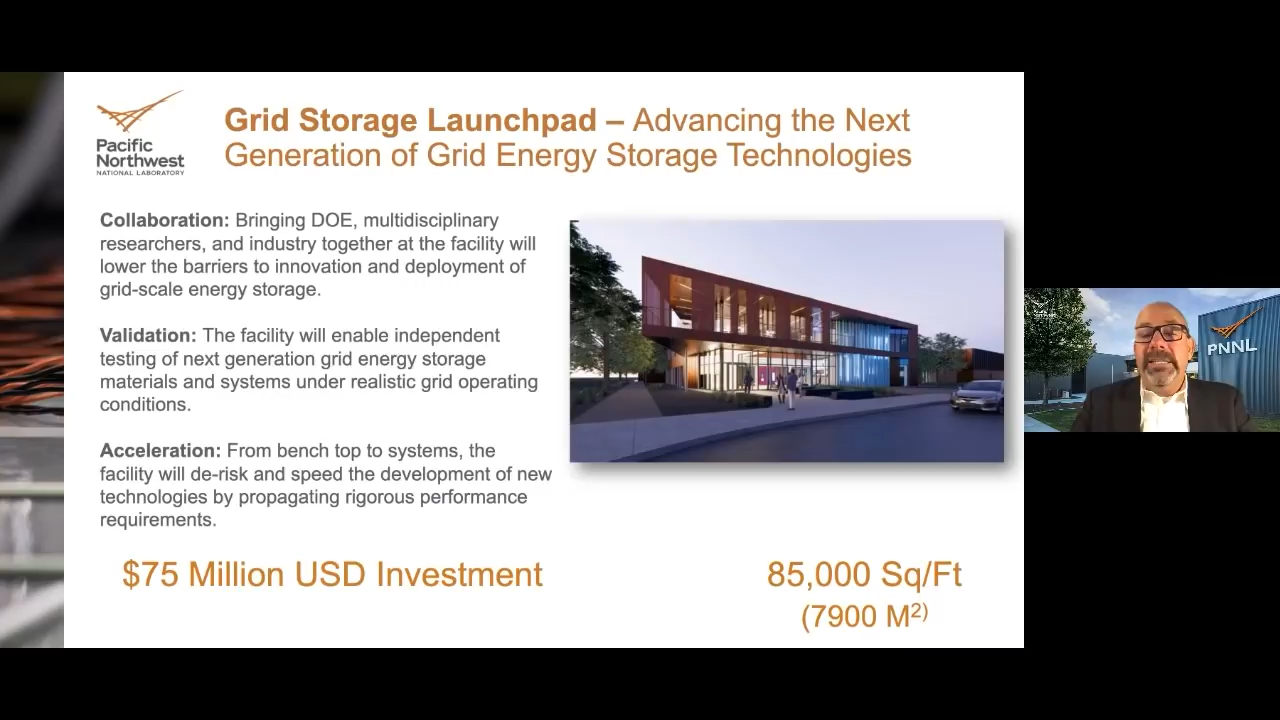 Pacific
Northwest
NATIONAL LABORATORY
Grid Storage Launchpad – Advancing the Next
Generation of Grid Energy Storage Technologies
Collaboration: Bringing DOE, multidisciplinary
researchers, and industry together at the facility will
lower the barriers to innovation and deployment of
grid-scale energy storage.
Validation: The facility will enable independent
testing of next generation grid energy storage
materials and systems under realistic grid operating
conditions.
Acceleration: From bench top to systems, the
facility will de-risk and speed the development of new
technologies by propagating rigorous performance
requirements.
$75 Million USD Investment
85,000 Sq/Ft
(7900 M²⁾
PNNL